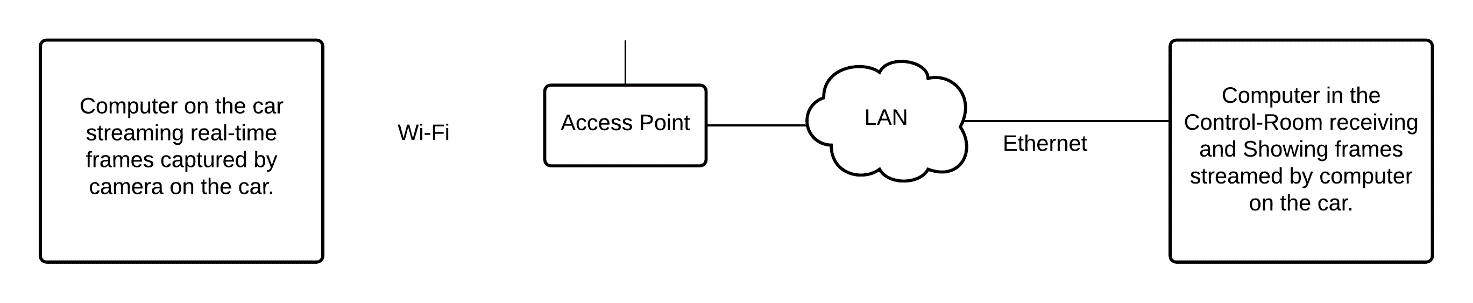 Computer on the car
streaming real-time
frames captured by
camera on the car.
Wi-Fi
Access Point
LAN
Ethernet
Computer in the
Control-Room receiving
and Showing frames
streamed by computer
on the car.